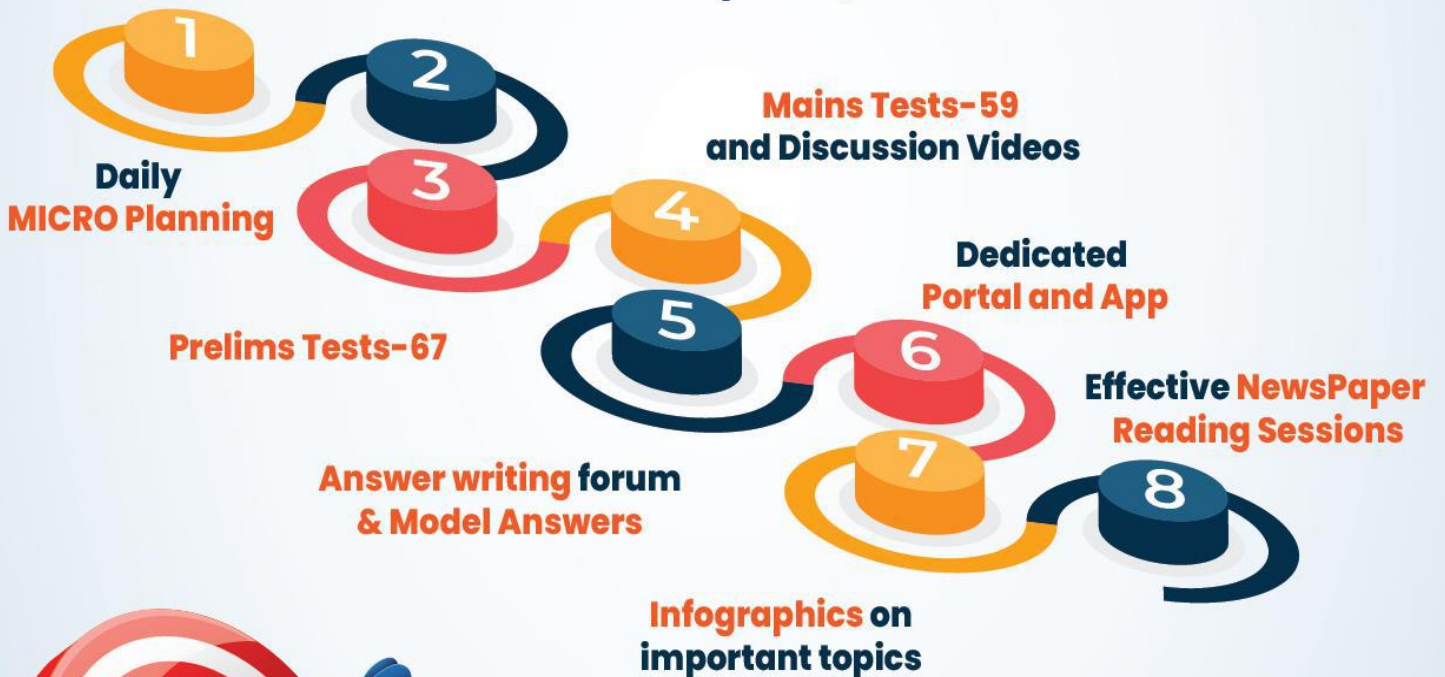 1
2
Mains Tests-59
and Discussion Videos
Daily
MICRO Planning
3
4
Dedicated
Portal and App
Prelims Tests-67
5
6
Effective NewsPaper
Reading Sessions
Answer writing forum
& Model Answers
7
8
Infographics on
important topics